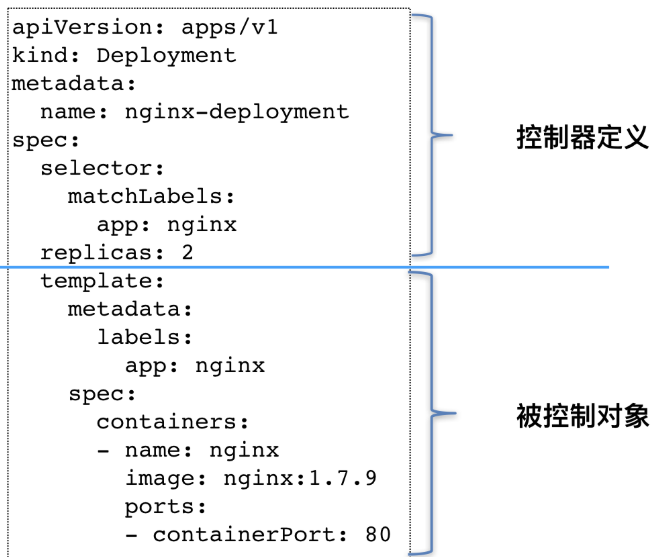 apiVersion: apps/v1
kind: Deployment
metadata:
  name: nginx-deployment
spec:
  selector:
    matchLabels:
      app: nginx
  replicas: 2
控制器定义
  template:
    metadata:
      labels:
        app: nginx
    spec:
      containers:
      - name: nginx
        image: nginx:1.7.9
        ports:
        - containerPort: 80
被控制对象